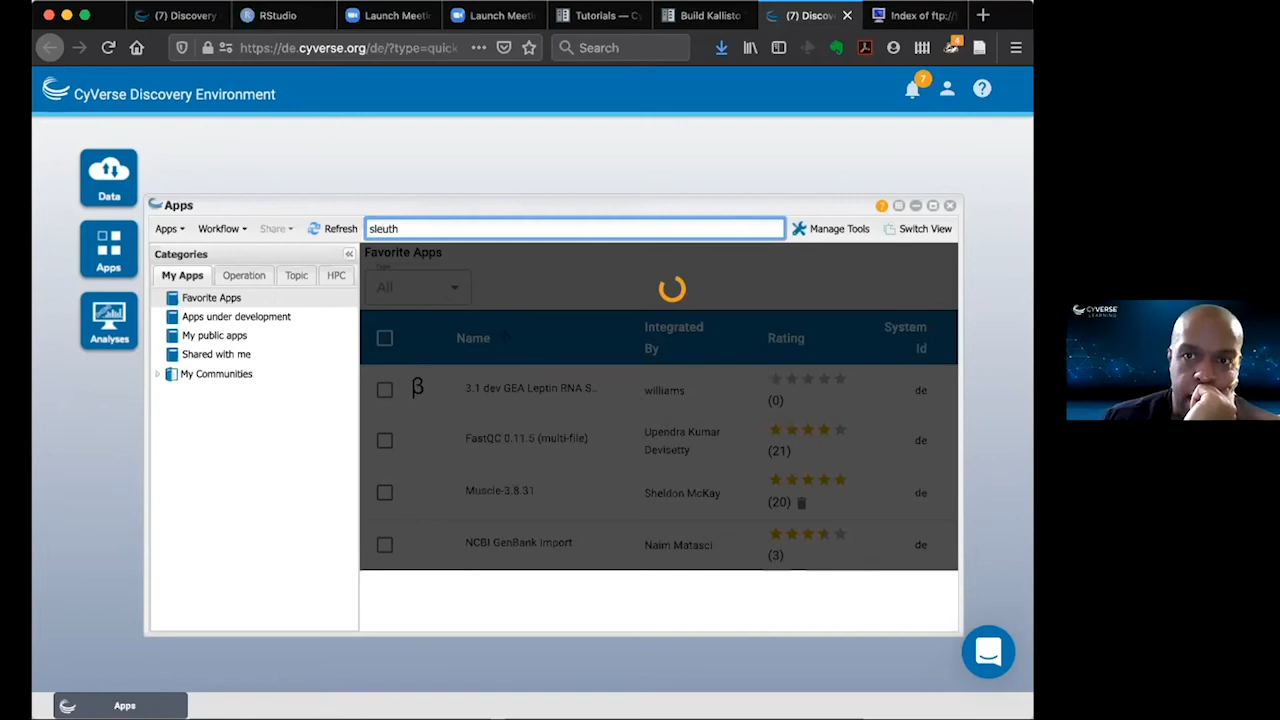 (7) Discovery
RStudio
Launch Meeti
Launch Meeti
Tutorials — Cy
Build Kallisto
(7) Discov
Index of ftp://
https://de.cyverse.org/de/?type=quick
Search
4
CyVerse Discovery Environment
7
Data
Apps
Analyses
Apps
Apps
Workflow
Share
Refresh
sleuth
Manage Tools
Switch View
Categories
My Apps
Operation
Topic
HPC
Favorite Apps
Apps under development
My public apps
Shared with me
My Communities
Favorite Apps
Type
All
Name
Integrated By
Rating
System Id
β
3.1 dev GEA Leptin RNA S...
williams
(0)
de
FastQC 0.11.5 (multi-file)
Upendra Kumar Devisetty
(21)
de
Muscle-3.8.31
Sheldon McKay
(20)
de
NCBI GenBank Import
Naim Matasci
(3)
de
Apps
CYVERSE
LEARNING